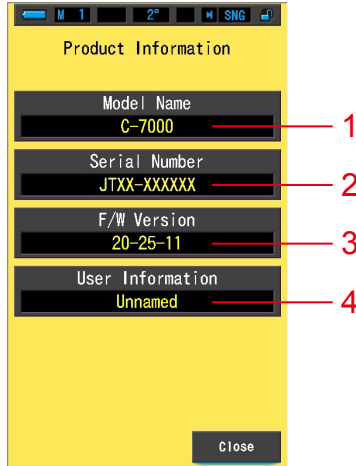 M 1 2° SNG
Product Information
Model Name
C-7000 1
Serial Number
JTXX-XXXXXX 2
F/W Version
20-25-11 3
User Information
Unnamed 4
Close